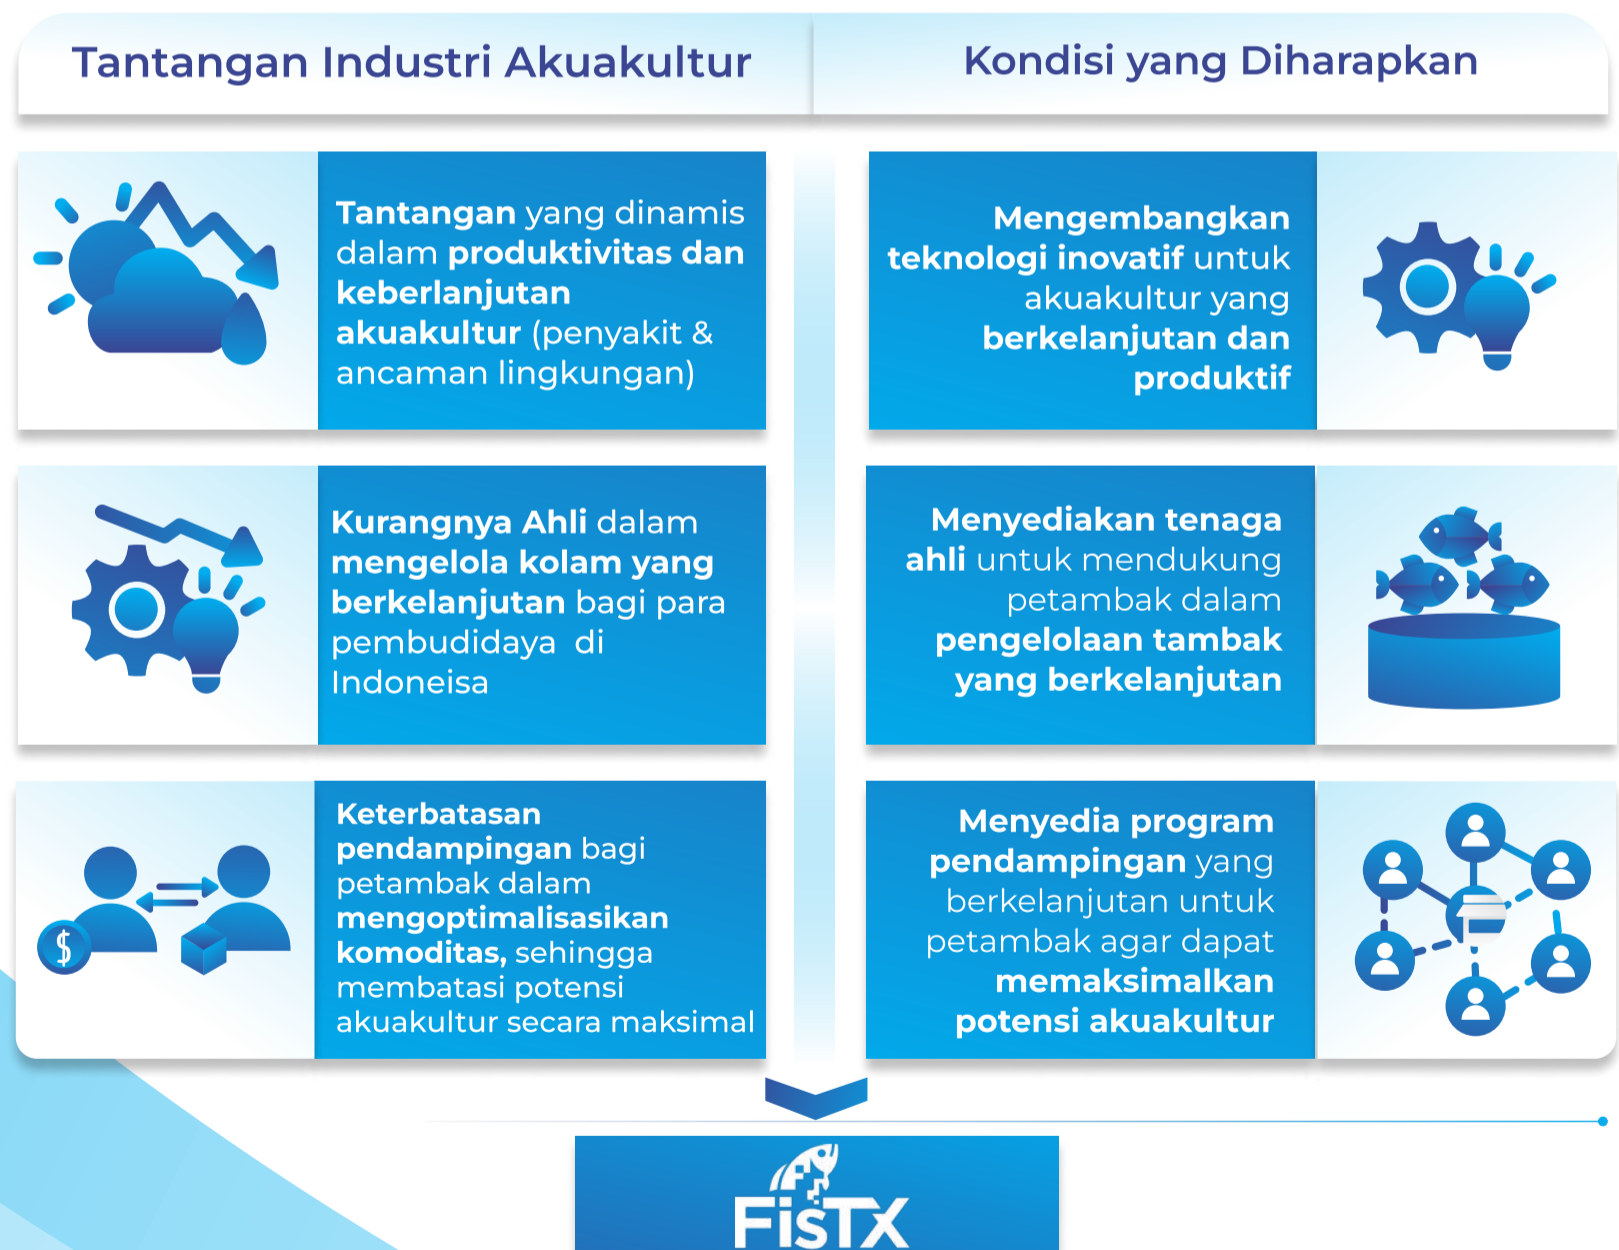 Tantangan Industri Akuakultur
Kondisi yang Diharapkan
Tantangan yang dinamis
dalam produktivitas dan
keberlanjutan
akuakultur (penyakit &
ancaman lingkungan)
Mengembangkan
teknologi inovatif untuk
akuakultur yang
berkelanjutan dan
produktif
Kurangnya Ahli dalam
mengelola kolam yang
berkelanjutan bagi para
pembudidaya di
Indoneisa
Menyediakan tenaga
ahli untuk mendukung
petambak dalam
pengelolaan tambak
yang berkelanjutan
$
Keterbatasan
pendampingan bagi
petambak dalam
mengoptimalisasikan
komoditas, sehingga
membatasi potensi
akuakultur secara maksimal
Menyedia program
pendampingan yang
berkelanjutan untuk
petambak agar dapat
memaksimalkan
potensi akuakultur
FisTX